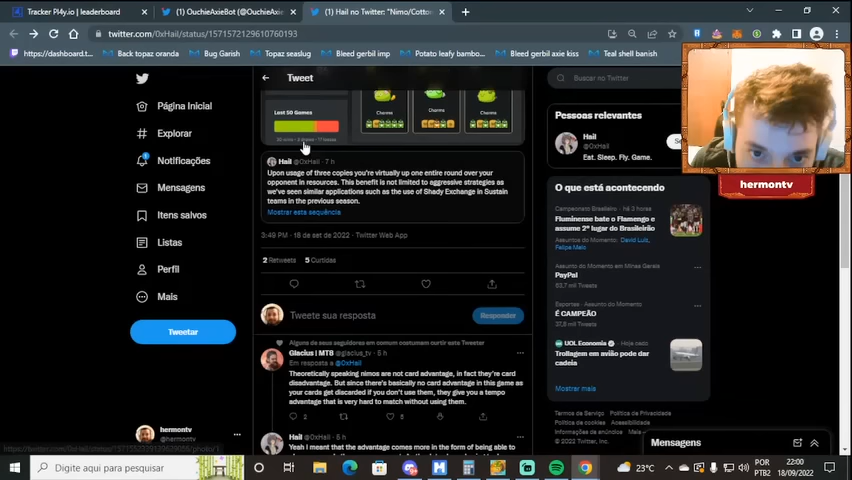 Tracker Pl4y.io | leaderboard
(1) OuchieAxieBot (@OuchieAxie
(1) Hail no Twitter: "Nimo/Cotton
twitter.com/0xHail/status/1571572129610760193
https://dashboard.t...
Back topaz oranda
Bug Garish
Topaz seaslug
Bleed gerbil imp
Potato leafy bambo...
Bleed gerbil axie kiss
Teal shell banish
Tweet
Buscar no Twitter
Página Inicial
Explorar
1
Notificações
Mensagens
Itens salvos
Listas
Perfil
Mais
Tweetar
hermontv
@hermontv
Last 50 Games
Charms
Charms
Charms
Hail @0xHail · 7 h
Upon usage of three copies you're virtually up one entire round over your
opponent in resources. This benefit is not limited to aggressive strategies as
we've seen similar applications such as the use of Shady Exchange in Sustain
teams in the previous season.
Mostrar esta sequência
3:49 PM · 18 de set de 2022 · Twitter Web App
2 Retweets 5 Curtidas
Tweete sua resposta
Responder
Alguns de seus seguidores em comum costumam curtir este Tweeter
Glacius | MT8 @glacius_tv · 5 h
Em resposta a @0xHail
Theoretically speaking nimos are not card advantage, in fact they're card
disadvantage. But since there's basically no card advantage in this game as
your cards get discarded if you don't use them, they give you a tempo
advantage that is very hard to match without using them.
2
Hail @0xHail · 5 h
Yeah I meant that the advantage comes more in the form of being able to
Pessoas relevantes
Hail
@0xHail
Eat. Sleep. Fly. Game.
hermontv
O que está acontecendo
Campeonato Brasileiro · há 3 horas
Fluminense bate o Flamengo e
assume 2º lugar do Brasileirão
Assuntos do Momento: David Luiz,
Felipe Melo
Assunto do Momento em Minas Gerais
PayPal
Esportes · Assunto do Momento
É CAMPEÃO
UOL Economia · Hoje cedo
Trollagem em avião pode dar
cadeia
Mostrar mais
Termos de Serviço Política de Privacidade
Política de cookies Acessibilidade
Informações de anúncio Mais
© 2022 Twitter, Inc.
Mensagens
Digite aqui para pesquisar
23°C
POR
PTB2
22:00
18/09/2022